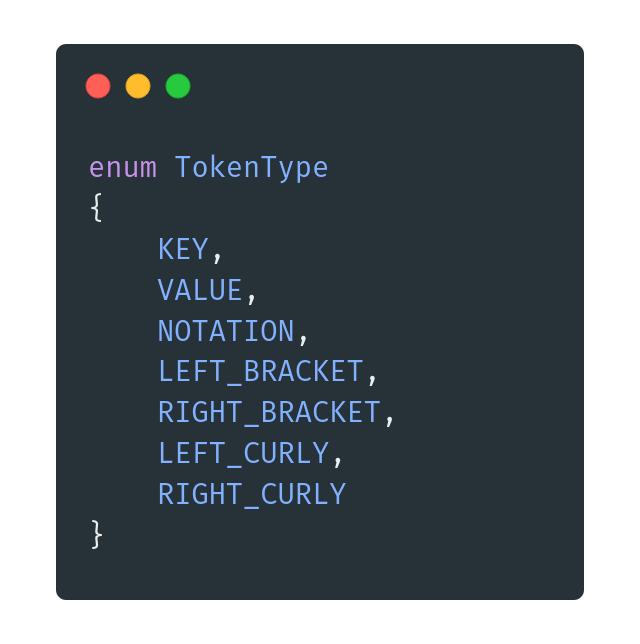 enum TokenType
{
    KEY,
    VALUE,
    NOTATION,
    LEFT_BRACKET,
    RIGHT_BRACKET,
    LEFT_CURLY,
    RIGHT_CURLY
}